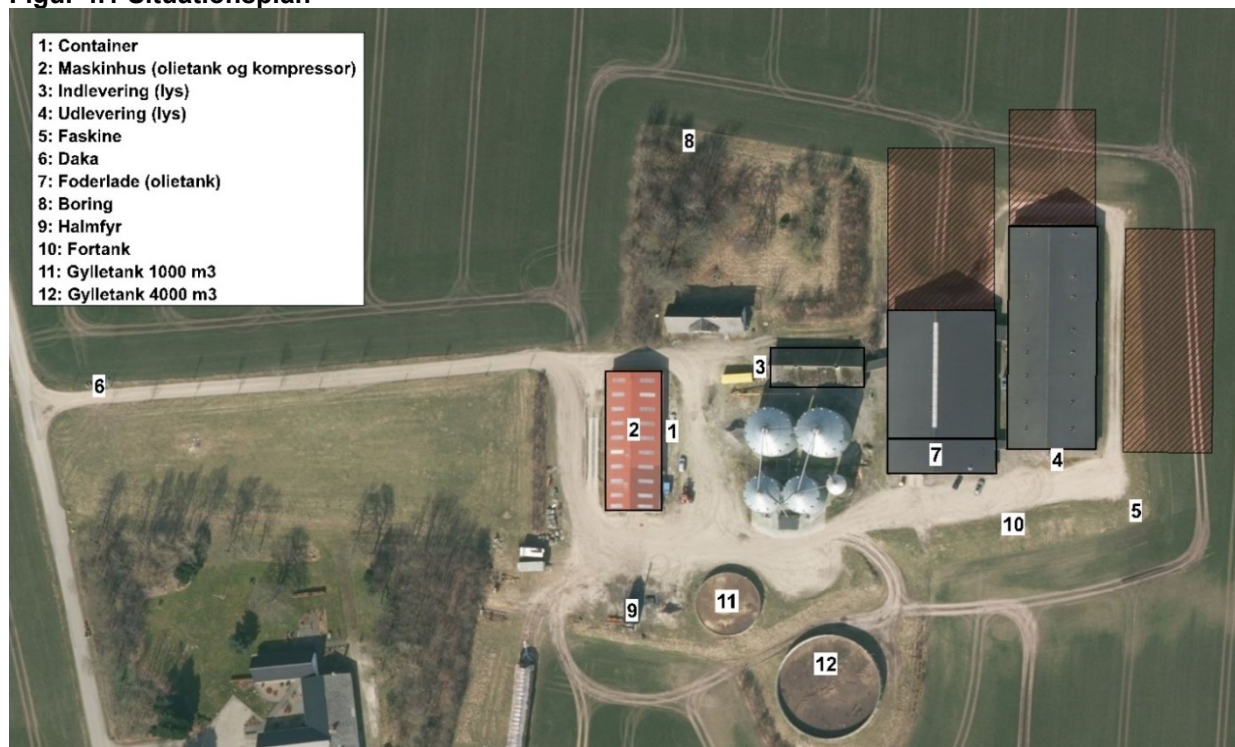 Figur 4.1 Situationsplan
1: Container
2: Maskinhus (olietank og kompressor)
3: Indlevering (lys)
4: Udlevering (lys)
5: Faskine
6: Daka
7: Foderlade (olietank)
8: Boring
9: Halmfyr
10: Fortank
11: Gylletank 1000 m3
12: Gylletank 4000 m3
8
6
3
2
1
7
4
10
5
9
11
12